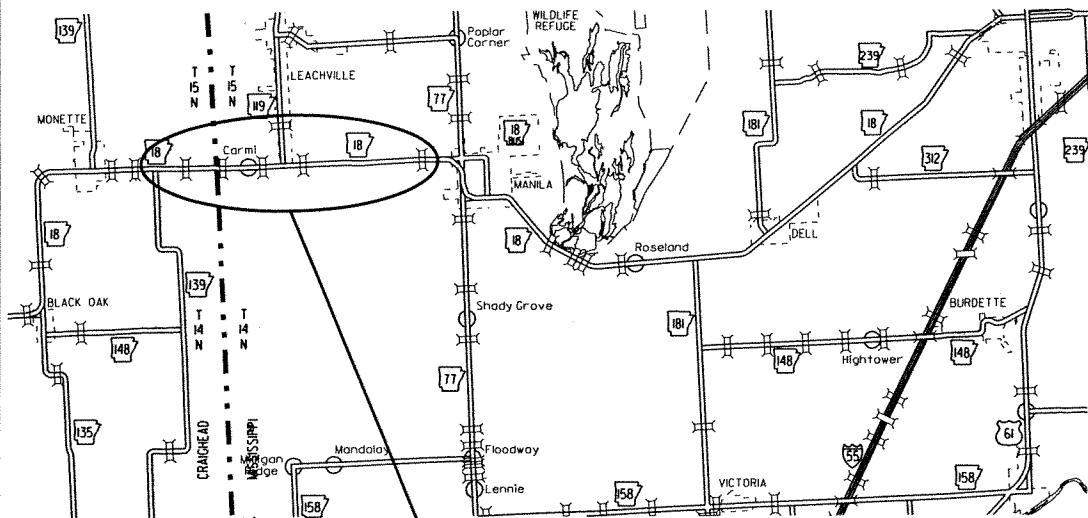 WILDLIFE
REFUGE
139
Poplar
Corner
T
15
N
T
15
N
LEACHVILLE
119
77
239
MONETTE
18
Carmi
18
18
BUS
181
18
312
239
MANILA
DELL
18
18
Roseland
139
BLACK OAK
T
14
N
T
14
N
Shady Grove
181
BURDETTE
148
148
Hightower
148
77
135
CRAIGHEAD
MISSISSIPPI
Mandalay
Floodway
61
55
Lennie
VICTORIA
158
158
158